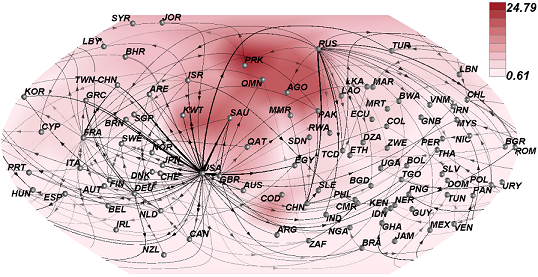 24.79
0.61
SYR JOR
LBY BHR PRK RUS TUR
LBN
KOR TWN-CHN ISR OMN AGO LKA MAR
GRC ARE LAO CHL
KWT SAU MMR PAK MRT BWA VNM IRN
CYP BRN SGP ECU COL GNB MYS
FRA SWE RWA
NGR QAT SDN DZA ZWE PER NIC BGR
ITA JPN EGY TCD ETH THA ROM
PRT DNK CHE USA UGA BOL
FIN DEU GBR TGO SLV POL
HUN ESP AUT AUS SLE BGD DOM PAN URY
COD PHL PNG TUN
BEL NLD CHN CMR KEN NER
IND IDN GUY
IRL ARG NGA GHA MEX VEN
NZL CAN ZAF BRA JAM